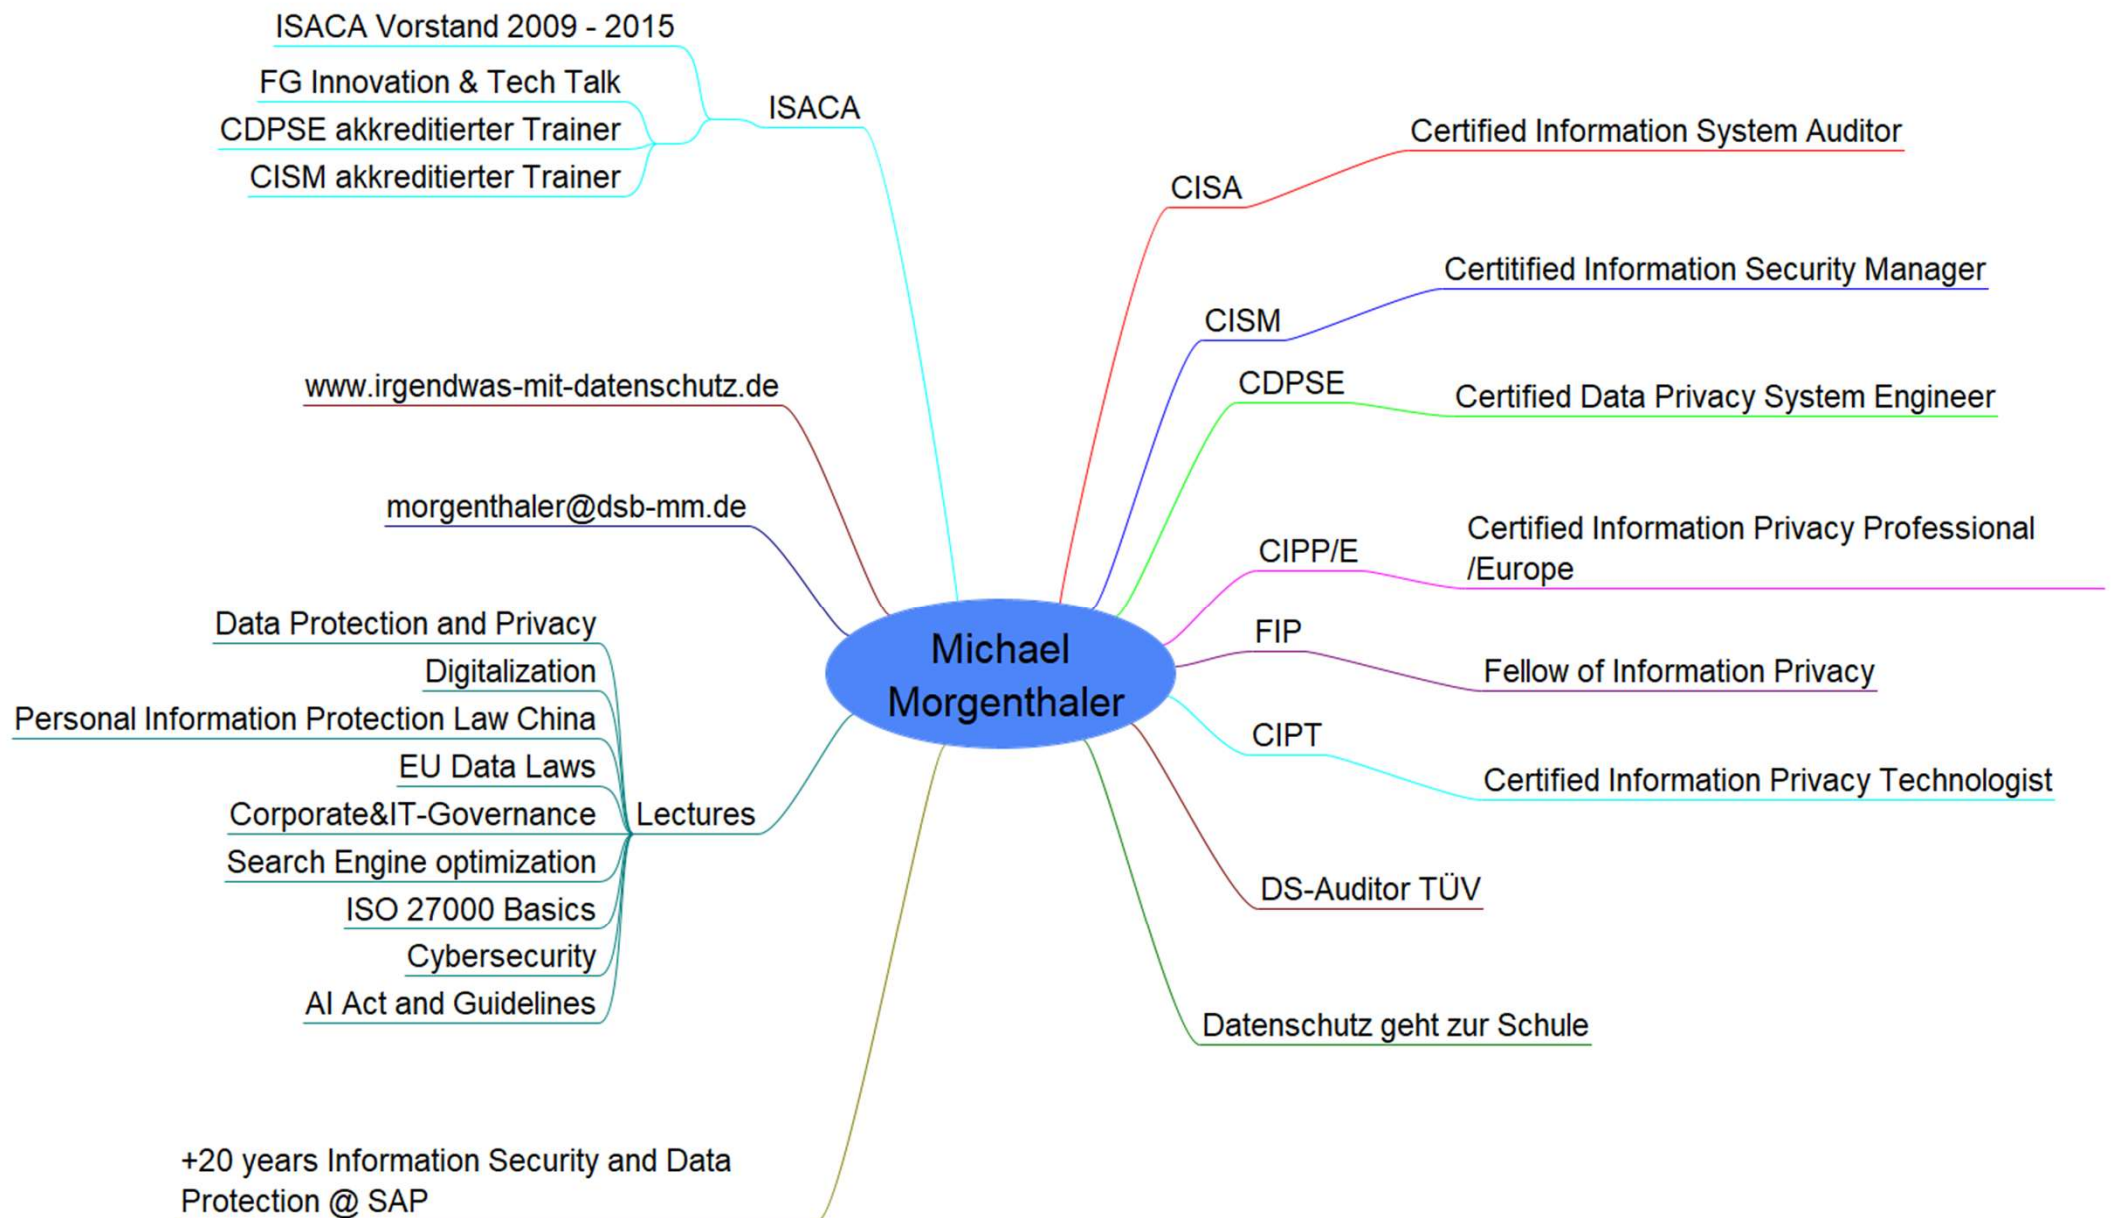 ISACA Vorstand 2009 - 2015
FG Innovation & Tech Talk
CDPSE akkreditierter Trainer
CISM akkreditierter Trainer
ISACA
www.irgendwas-mit-datenschutz.de
morgenthaler@dsb-mm.de
Data Protection and Privacy
Digitalization
Personal Information Protection Law China
EU Data Laws
Corporate&IT-Governance
Search Engine optimization
ISO 27000 Basics
Cybersecurity
AI Act and Guidelines
Lectures
+20 years Information Security and Data
Protection @ SAP
Michael
Morgenthaler
CISA
Certified Information System Auditor
CISM
Certitified Information Security Manager
CDPSE
Certified Data Privacy System Engineer
CIPP/E
Certified Information Privacy Professional
/Europe
FIP
Fellow of Information Privacy
CIPT
Certified Information Privacy Technologist
DS-Auditor TÜV
Datenschutz geht zur Schule